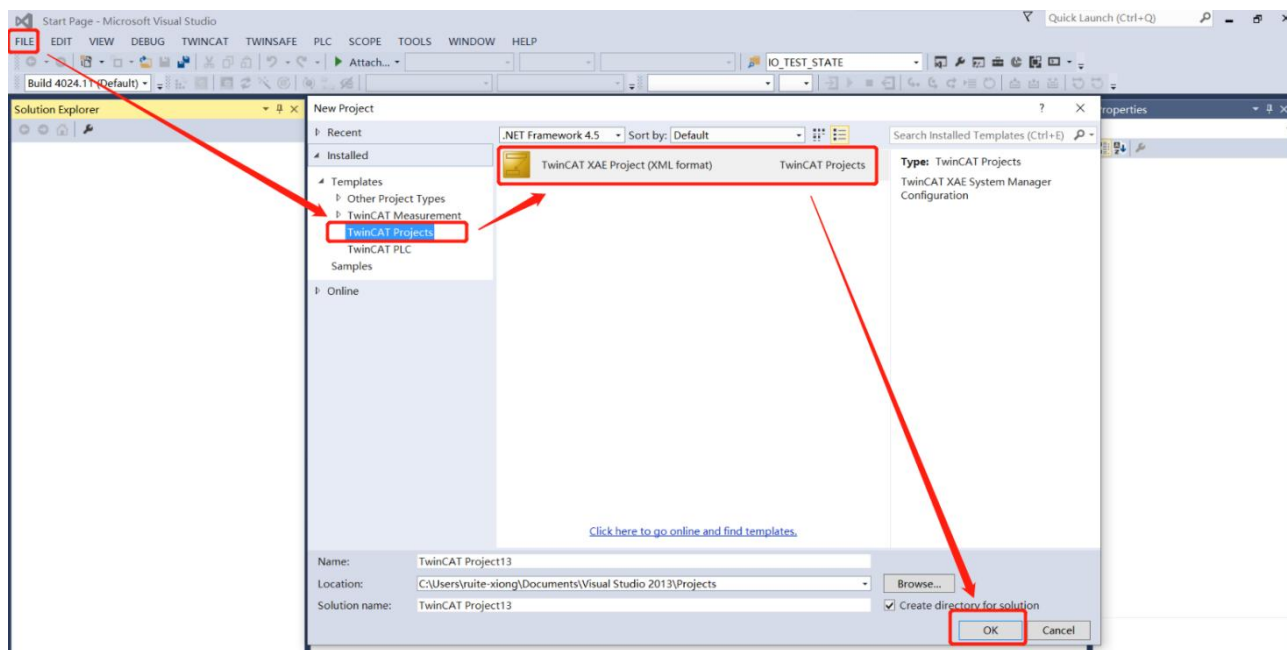 Start Page - Microsoft Visual Studio
Quick Launch (Ctrl+Q)
FILE EDIT VIEW DEBUG TWINCAT TWINSAFE PLC SCOPE TOOLS WINDOW HELP
Attach...
IO_TEST_STATE
Build 4024.11 (Default)
Solution Explorer
New Project
?
roperties
Recent
.NET Framework 4.5
Sort by: Default
Search Installed Templates (Ctrl+E)
Installed
TwinCAT XAE Project (XML format)
TwinCAT Projects
Type: TwinCAT Projects
Templates
TwinCAT XAE System Manager
Configuration
Other Project Types
TwinCAT Measurement
TwinCAT Projects
TwinCAT PLC
Samples
Online
Click here to go online and find templates.
Name: TwinCAT Project13
Location: C:\Users\ruite-xiong\Documents\Visual Studio 2013\Projects
Browse...
Solution name: TwinCAT Project13
Create directory for solution
OK Cancel